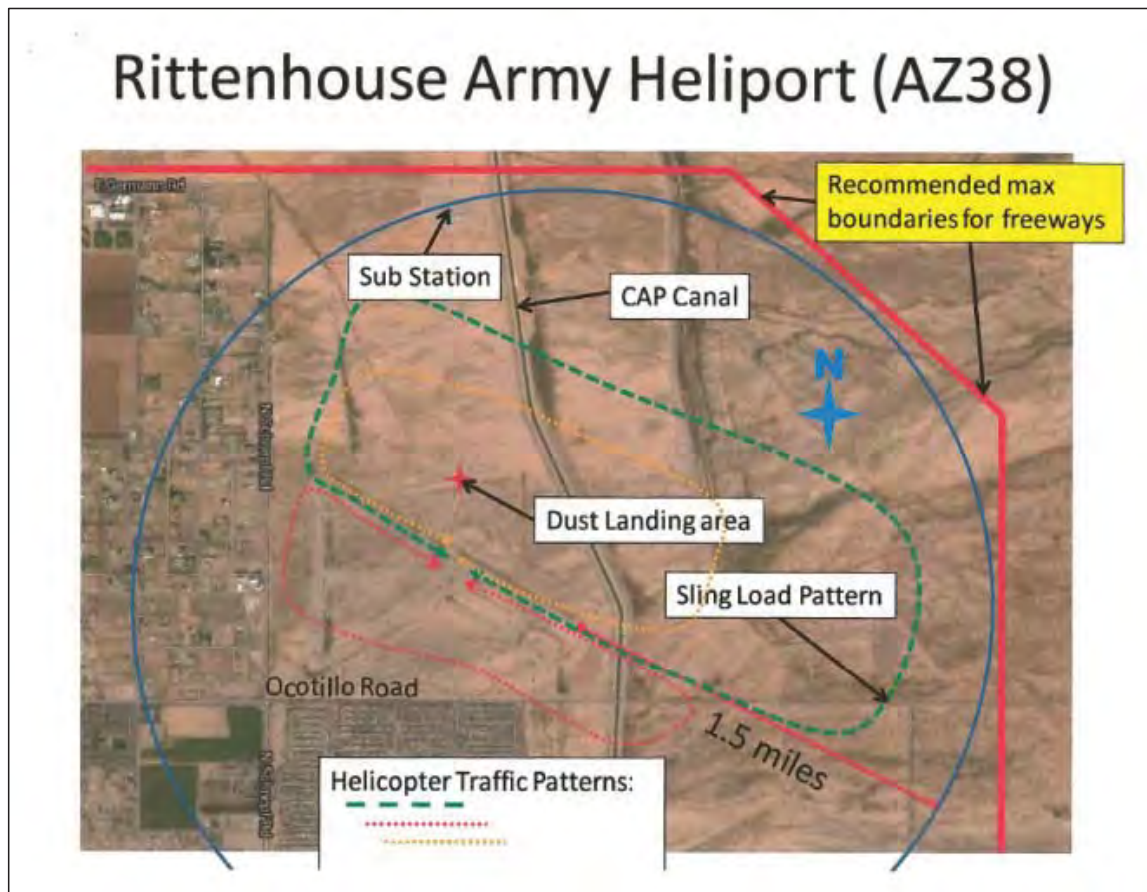 Rittenhouse Army Heliport (AZ38)
Recommended max
boundaries for freeways
Sub Station
CAP Canal
N
Dust Landing area
Sling Load Pattern
Ocotillo Road
1.5 miles
Helicopter Traffic Patterns: